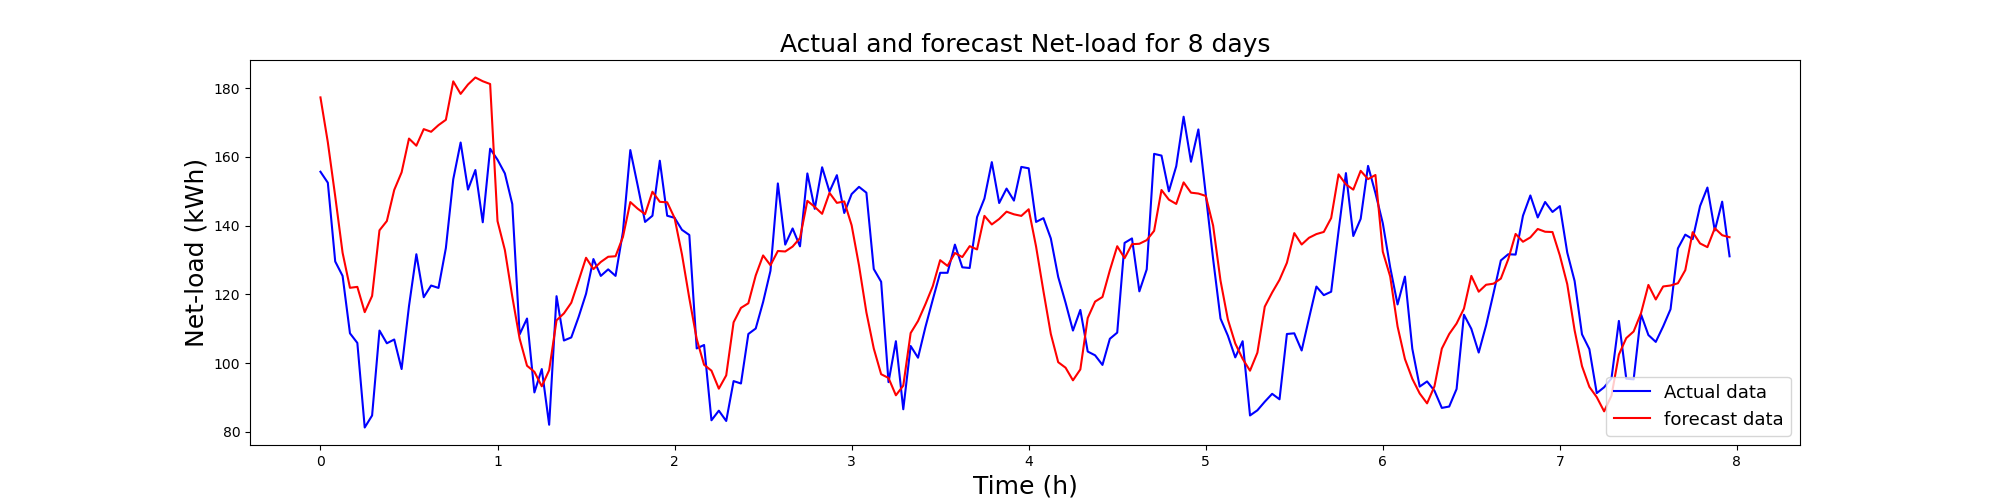 Actual and forecast Net-load for 8 days
Net-load (kWh)
180
160
140
120
100
80
0 1 2 3 4 5 6 7 8
Time (h)
Actual data
forecast data